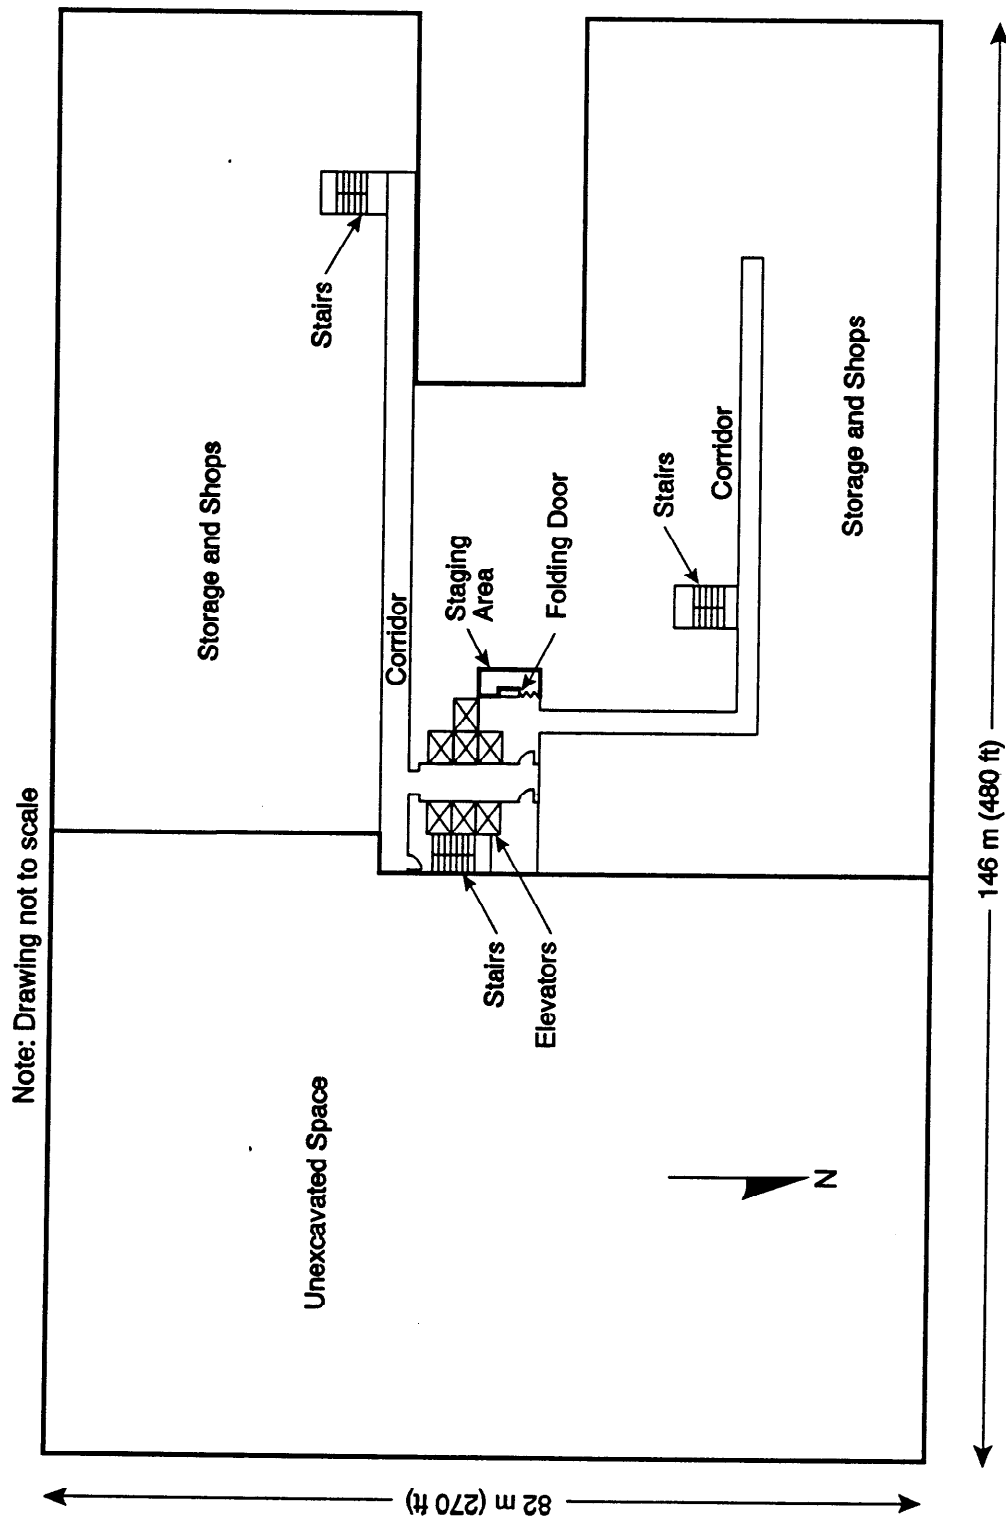 Note: Drawing not to scale
Storage and Shops
Stairs
Corridor
Staging
Area
Folding Door
Stairs
Corridor
Storage and Shops
Stairs
Elevators
Unexcavated Space
N
82 m (270 ft)
146 m (480 ft)